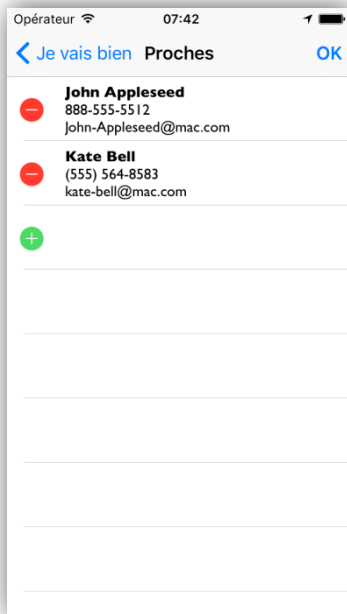 Opérateur 07:42
Je vais bien Proches OK
John Appleseed
888-555-5512
John-Appleseed@mac.com
Kate Bell
(555) 564-8583
kate-bell@mac.com